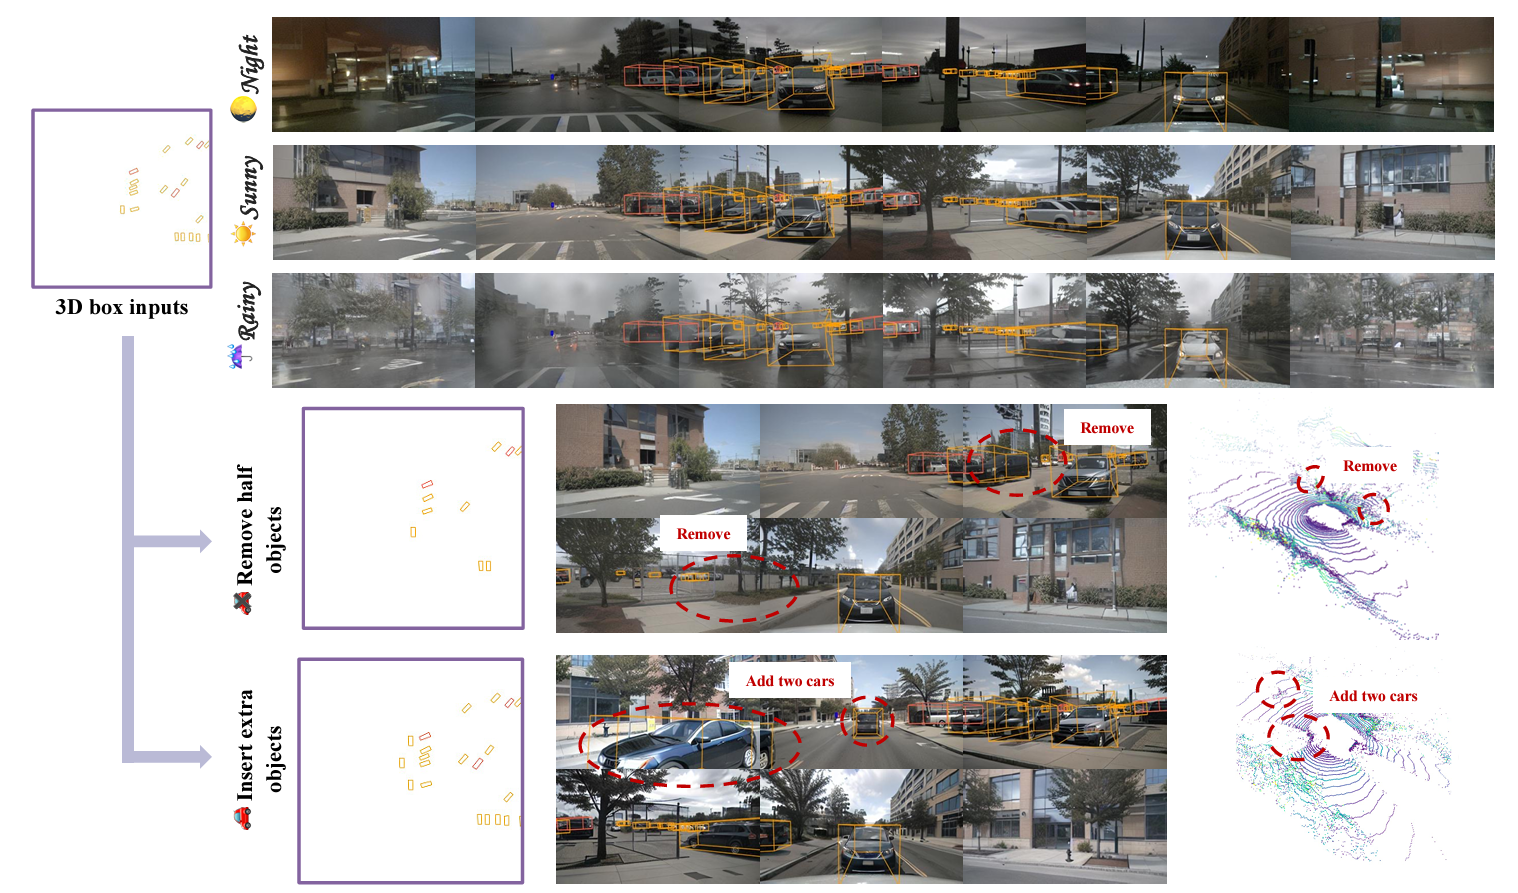 Night
Sunny
Rainy
3D box inputs
Remove half
objects
Remove
Remove
Remove
Insert extra
objects
Add two cars
Add two cars